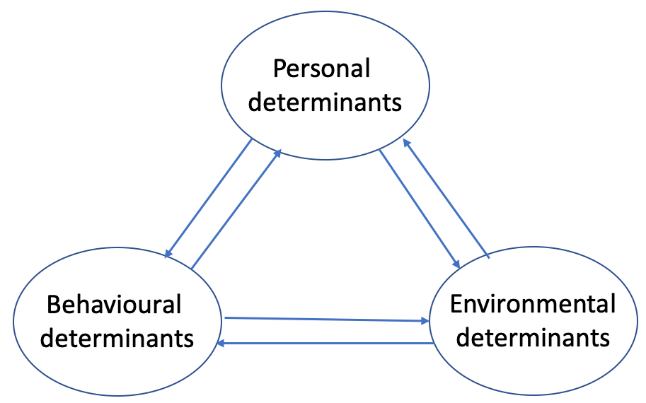 Personal
determinants
Behavioural
determinants
Environmental
determinants